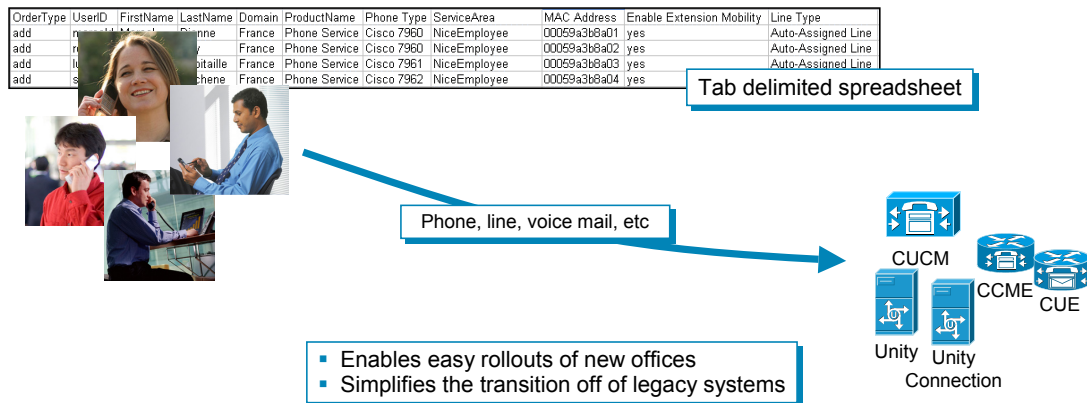 OrderType UserID FirstName LastName Domain ProductName Phone Type ServiceArea MAC Address Enable Extension Mobility Line Type
add Dionne France Phone Service Cisco 7960 NiceEmployee 00059a3b8a01 yes Auto-Assigned Line
add France Phone Service Cisco 7960 NiceEmployee 00059a3b8a02 yes Auto-Assigned Line
add France Phone Service Cisco 7961 NiceEmployee 00059a3b8a03 yes Auto-Assigned Line
add France Phone Service Cisco 7962 NiceEmployee 00059a3b8a04 yes
Tab delimited spreadsheet
Phone, line, voice mail, etc
CUCM
CCME
CUE
Unity
Unity Connection
▪ Enables easy rollouts of new offices
▪ Simplifies the transition off of legacy systems